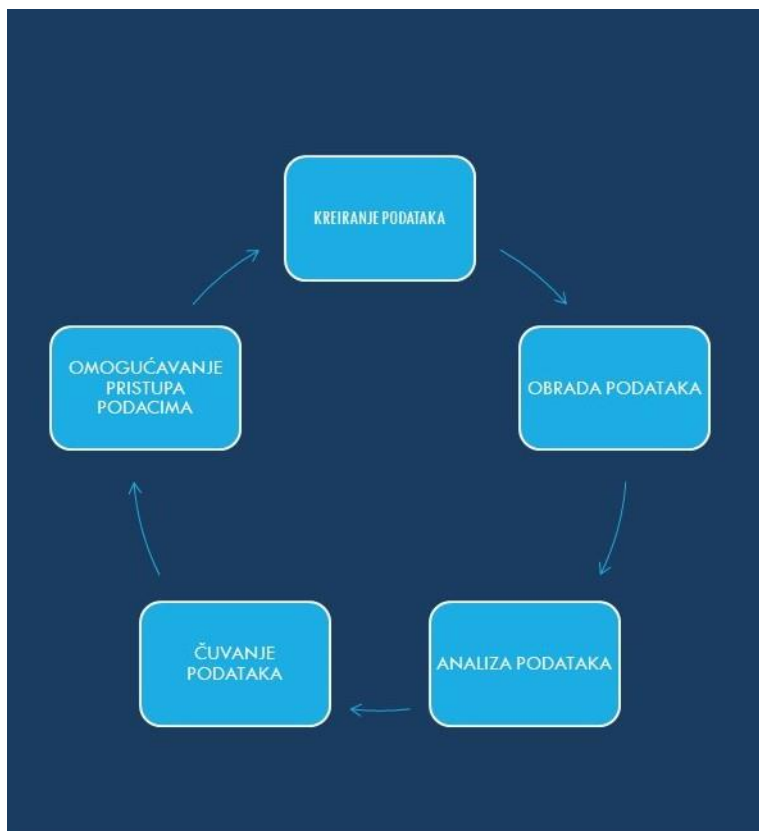 KREIRANJE PODATAKA
OBRADA PODATAKA
ANALIZA PODATAKA
ČUVANJE
PODATAKA
OMOGUĆAVANJE
PRISTUPA
PODACIMA